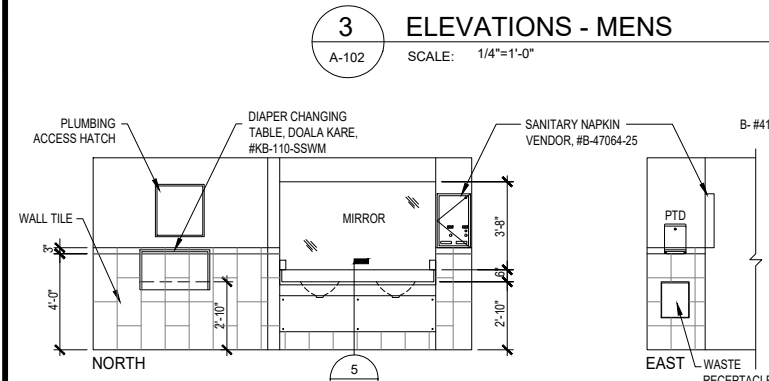 3
A-102
ELEVATIONS - MENS
SCALE: 1/4"=1'-0"
PLUMBING
ACCESS HATCH
DIAPER CHANGING
TABLE, DOALA KARE,
#KB-110-SSWM
SANITARY NAPKIN
VENDOR, #B-47064-25
B- #41
WALL TILE
MIRROR
PTD
3"
4'-0"
2'-10"
3'-8"
6"
2'-10"
NORTH
5
EAST
WASTE
RECEPTACLE